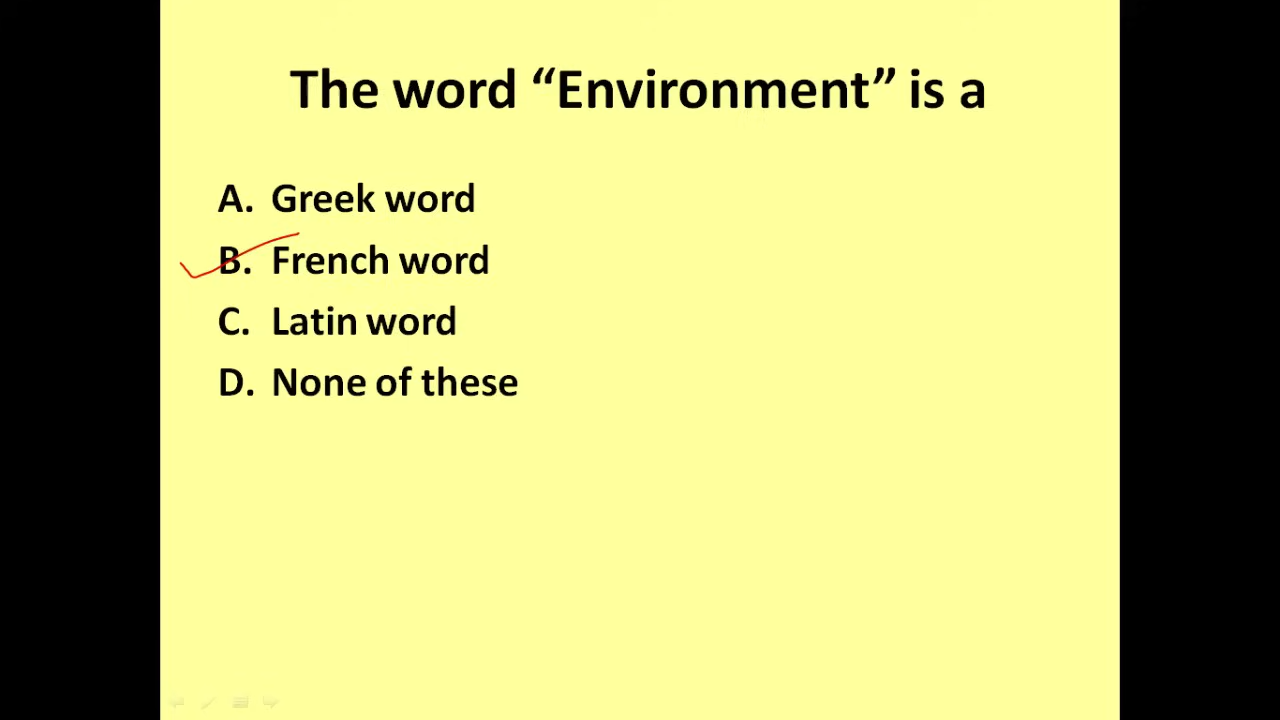 The word “Environment” is a
A. Greek word
B. French word
C. Latin word
D. None of these